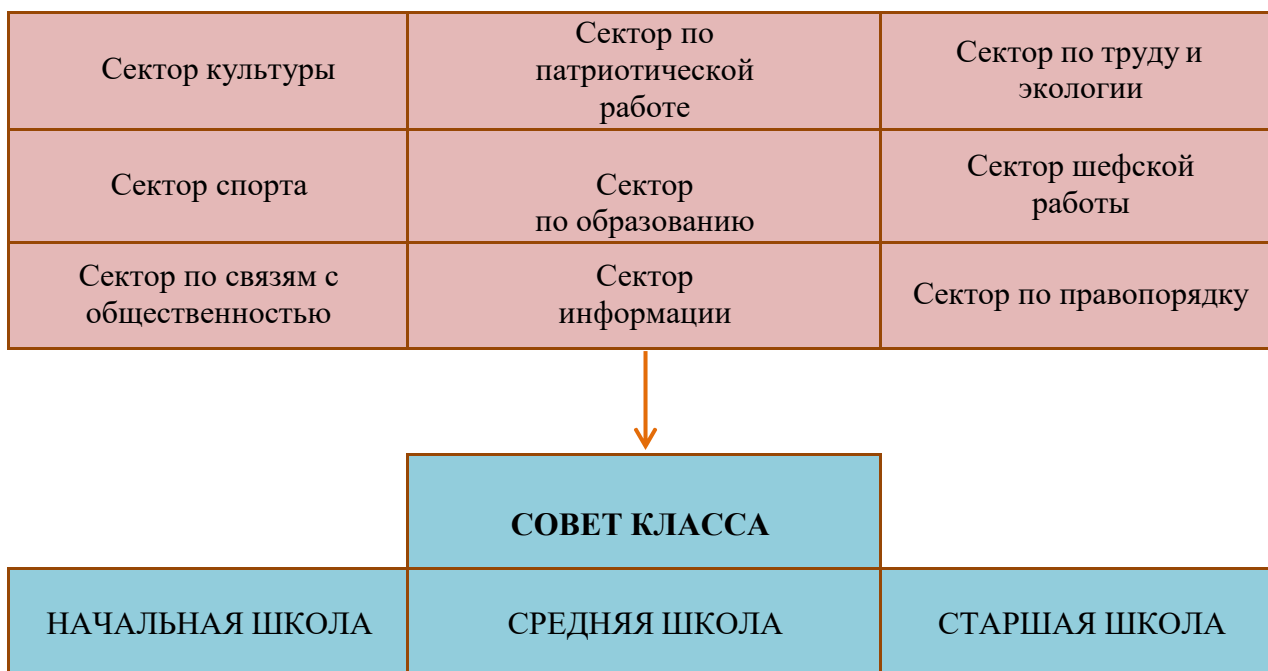 Сектор культуры
Сектор по
патриотической
работе
Сектор по труду и
экологии
Сектор спорта
Сектор
по образованию
Сектор шефской
работы
Сектор по связям с
общественностью
Сектор
информации
Сектор по правопорядку
СОВЕТ КЛАССА
НАЧАЛЬНАЯ ШКОЛА
СРЕДНЯЯ ШКОЛА
СТАРШАЯ ШКОЛА